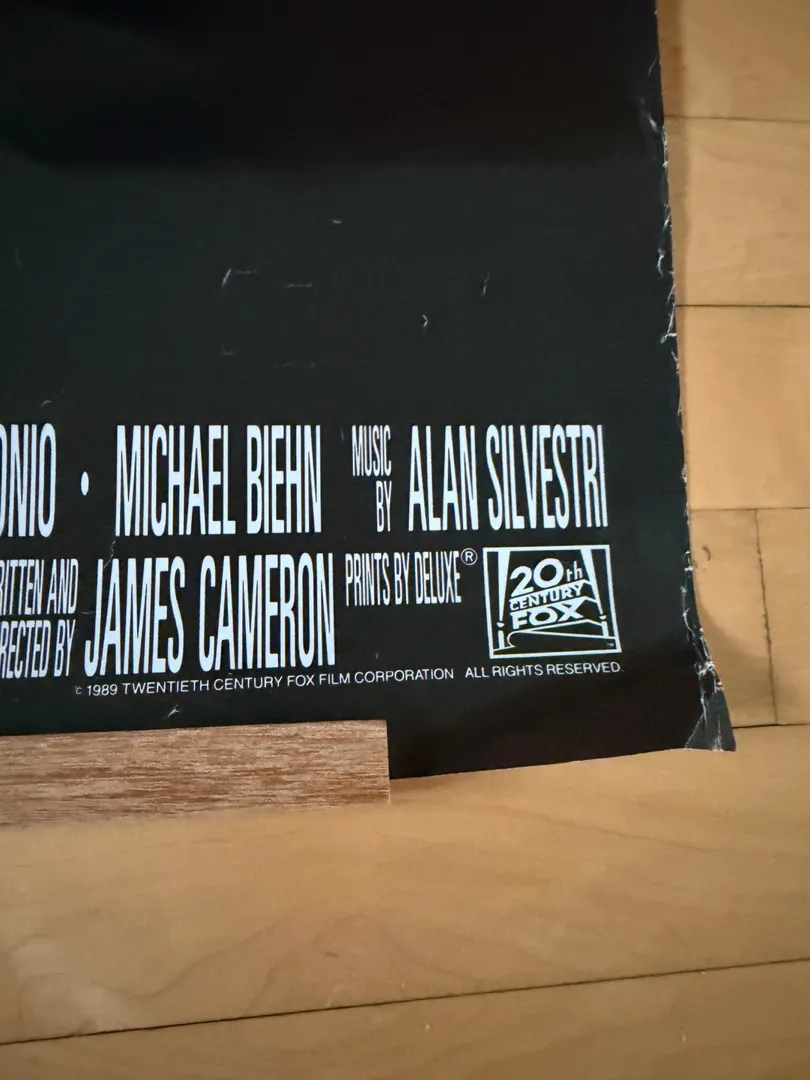 ONIO • MICHAEL BIEHN MUSIC BY ALAN SILVESTRI
RITTEN AND RECTED BY JAMES CAMERON PRINTS BY DELUXE®
20th
CENTURY
FOX
© 1989 TWENTIETH CENTURY FOX FILM CORPORATION ALL RIGHTS RESERVED.